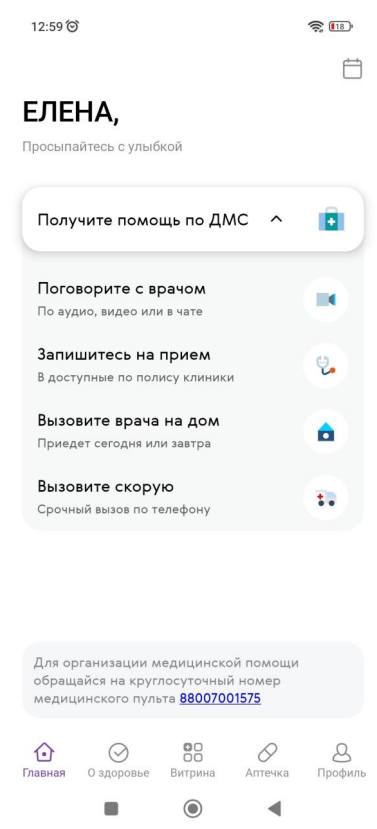 12:59
18
ЕЛЕНА,
Просыпайтесь с улыбкой
Получите помощь по ДМС
Поговорите с врачом
По аудио, видео или в чате
Запишитесь на прием
В доступные по полису клиники
Вызовите врача на дом
Приедет сегодня или завтра
Вызовите скорую
Срочный вызов по телефону
Для организации медицинской помощи
обращайся на круглосуточный номер
медицинского пульта 88007001575
Главная
О здоровье
Витрина
Аптечка
Профиль